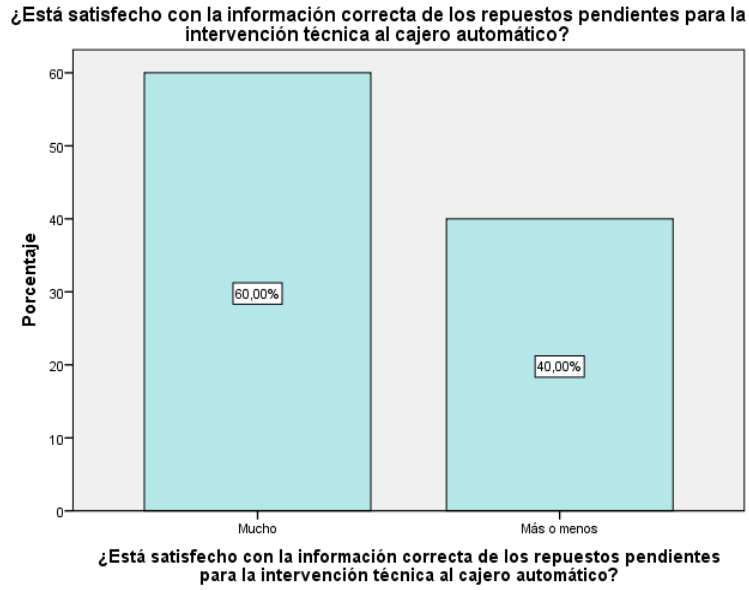 ¿Está satisfecho con la información correcta de los repuestos pendientes para la
intervención técnica al cajero automático?
60
50
40
30
20
10
0
Porcentaje
60,00%
40,00%
Mucho
Más o menos
¿Está satisfecho con la información correcta de los repuestos pendientes
para la intervención técnica al cajero automático?